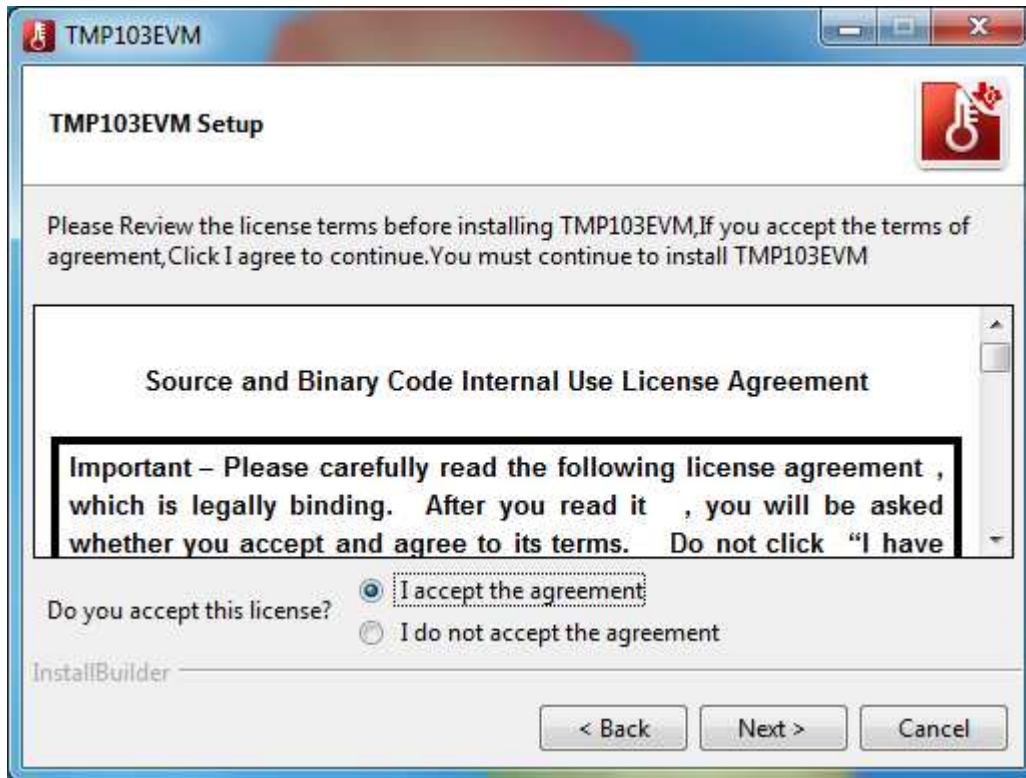 TMP103EVM
TMP103EVM Setup
Please Review the license terms before installing TMP103EVM,If you accept the terms of
agreement,Click I agree to continue.You must continue to install TMP103EVM
Source and Binary Code Internal Use License Agreement
Important – Please carefully read the following license agreement ,
which is legally binding. After you read it , you will be asked
whether you accept and agree to its terms. Do not click “I have
Do you accept this license?
I accept the agreement
I do not accept the agreement
InstallBuilder
< Back Next > Cancel